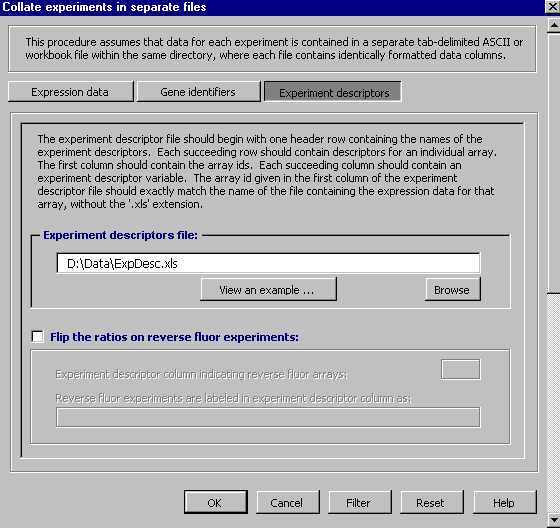 Collate experiments in separate files
This procedure assumes that data for each experiment is contained in a separate tab-delimited ASCII or
workbook file within the same directory, where each file contains identically formatted data columns.
Expression data
Gene identifiers
Experiment descriptors
The experiment descriptor file should begin with one header row containing the names of the
experiment descriptors. Each succeeding row should contain descriptors for an individual array.
The first column should contain the array ids. Each succeeding column should contain an
experiment descriptor variable. The array id given in the first column of the experiment
descriptor file should exactly match the name of the file containing the expression data for that
array, without the '.xls' extension.
Experiment descriptors file:
D:\Data\ExpDesc.xls
View an example ...
Browse
Flip the ratios on reverse fluor experiments:
Experiment descriptor column indicating reverse fluor arrays:
Reverse fluor experiments are labeled in experiment descriptor column as:
OK
Cancel
Filter
Reset
Help